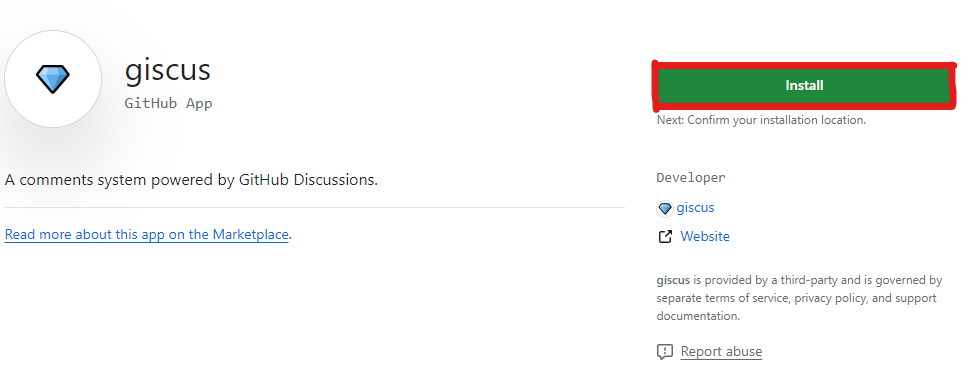 giscus
GitHub App
A comments system powered by GitHub Discussions.
Read more about this app on the Marketplace.
Install
Next: Confirm your installation location.
Developer
giscus
Website
giscus is provided by a third-party and is governed by
separate terms of service, privacy policy, and support
documentation.
Report abuse